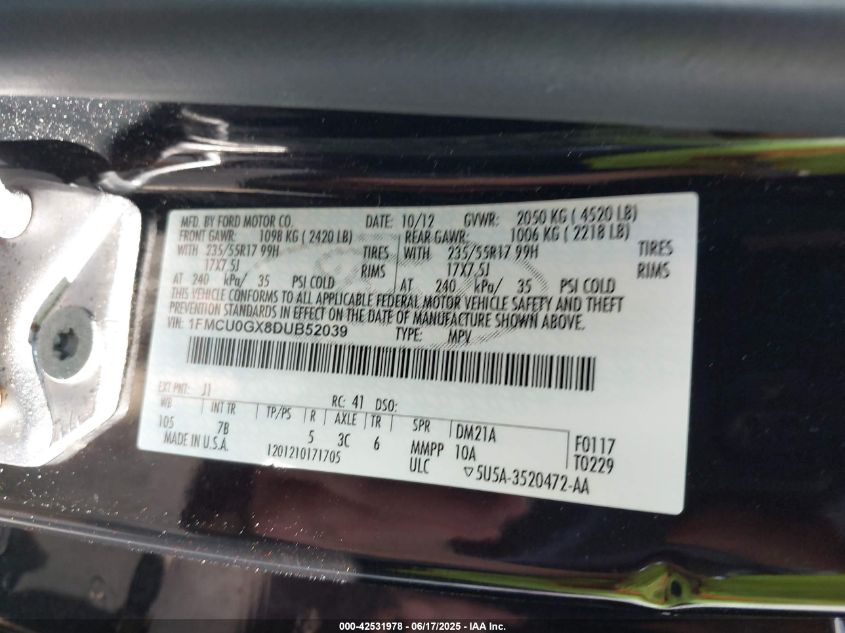 MFD. BY FORD MOTOR CO. DATE: 10/12 GVWR: 2050 KG ( 4520 LB)
FRONT GAWR: 1098 KG ( 2420 LB) REAR GAWR: 1006 KG ( 2218 LB)
WITH 235/55R17 99H TIRES WITH 235/55R17 99H TIRES
17X7.5J RIMS 17X7.5J RIMS
AT 240 kPa/ 35 PSI COLD AT 240 kPa/ 35 PSI COLD
THIS VEHICLE CONFORMS TO ALL APPLICABLE FEDERAL MOTOR VEHICLE SAFETY AND THEFT
PREVENTION STANDARDS IN EFFECT ON THE DATE OF MANUFACTURE SHOWN ABOVE.
VIN: 1FMCU0GX8DUB52039 TYPE: MPV
EXT PNT: J1 RC: 41 DSO:
WB INT TR TP/PS R AXLE TR SPR DM21A F0117
105 7B 5 3C 6 MMPP 10A T0229
MADE IN U.S.A. 1201210171705 ULC ▽5U5A-3520472-AA
000-42531978 - 06/17/2025 - IAA Inc.